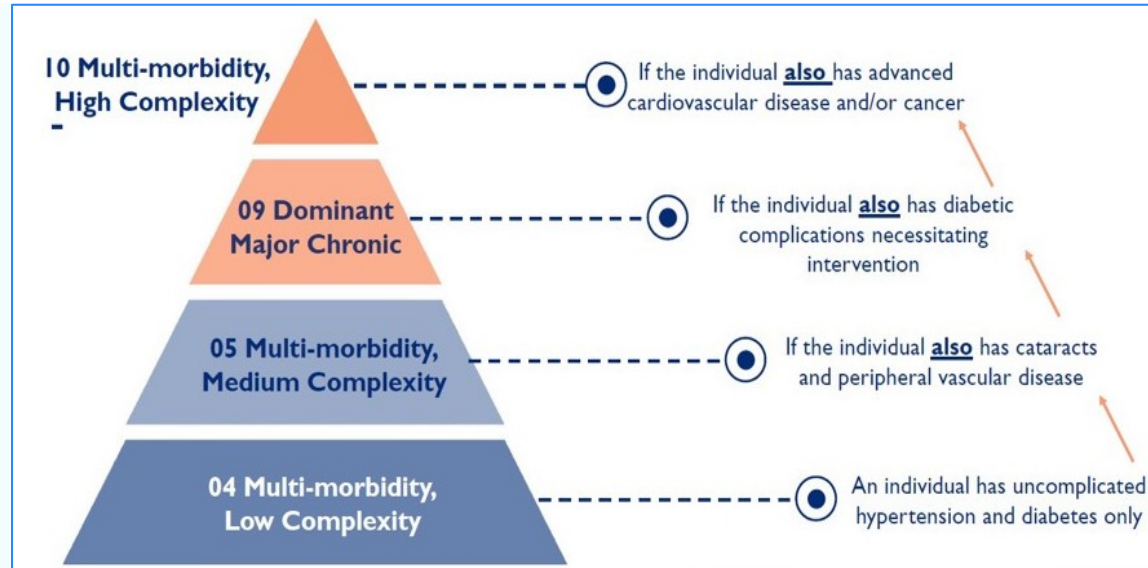 10 Multi-morbidity,
High Complexity
If the individual also has advanced
cardiovascular disease and/or cancer
09 Dominant
Major Chronic
If the individual also has diabetic
complications necessitating
intervention
05 Multi-morbidity,
Medium Complexity
If the individual also has cataracts
and peripheral vascular disease
04 Multi-morbidity,
Low Complexity
An individual has uncomplicated
hypertension and diabetes only